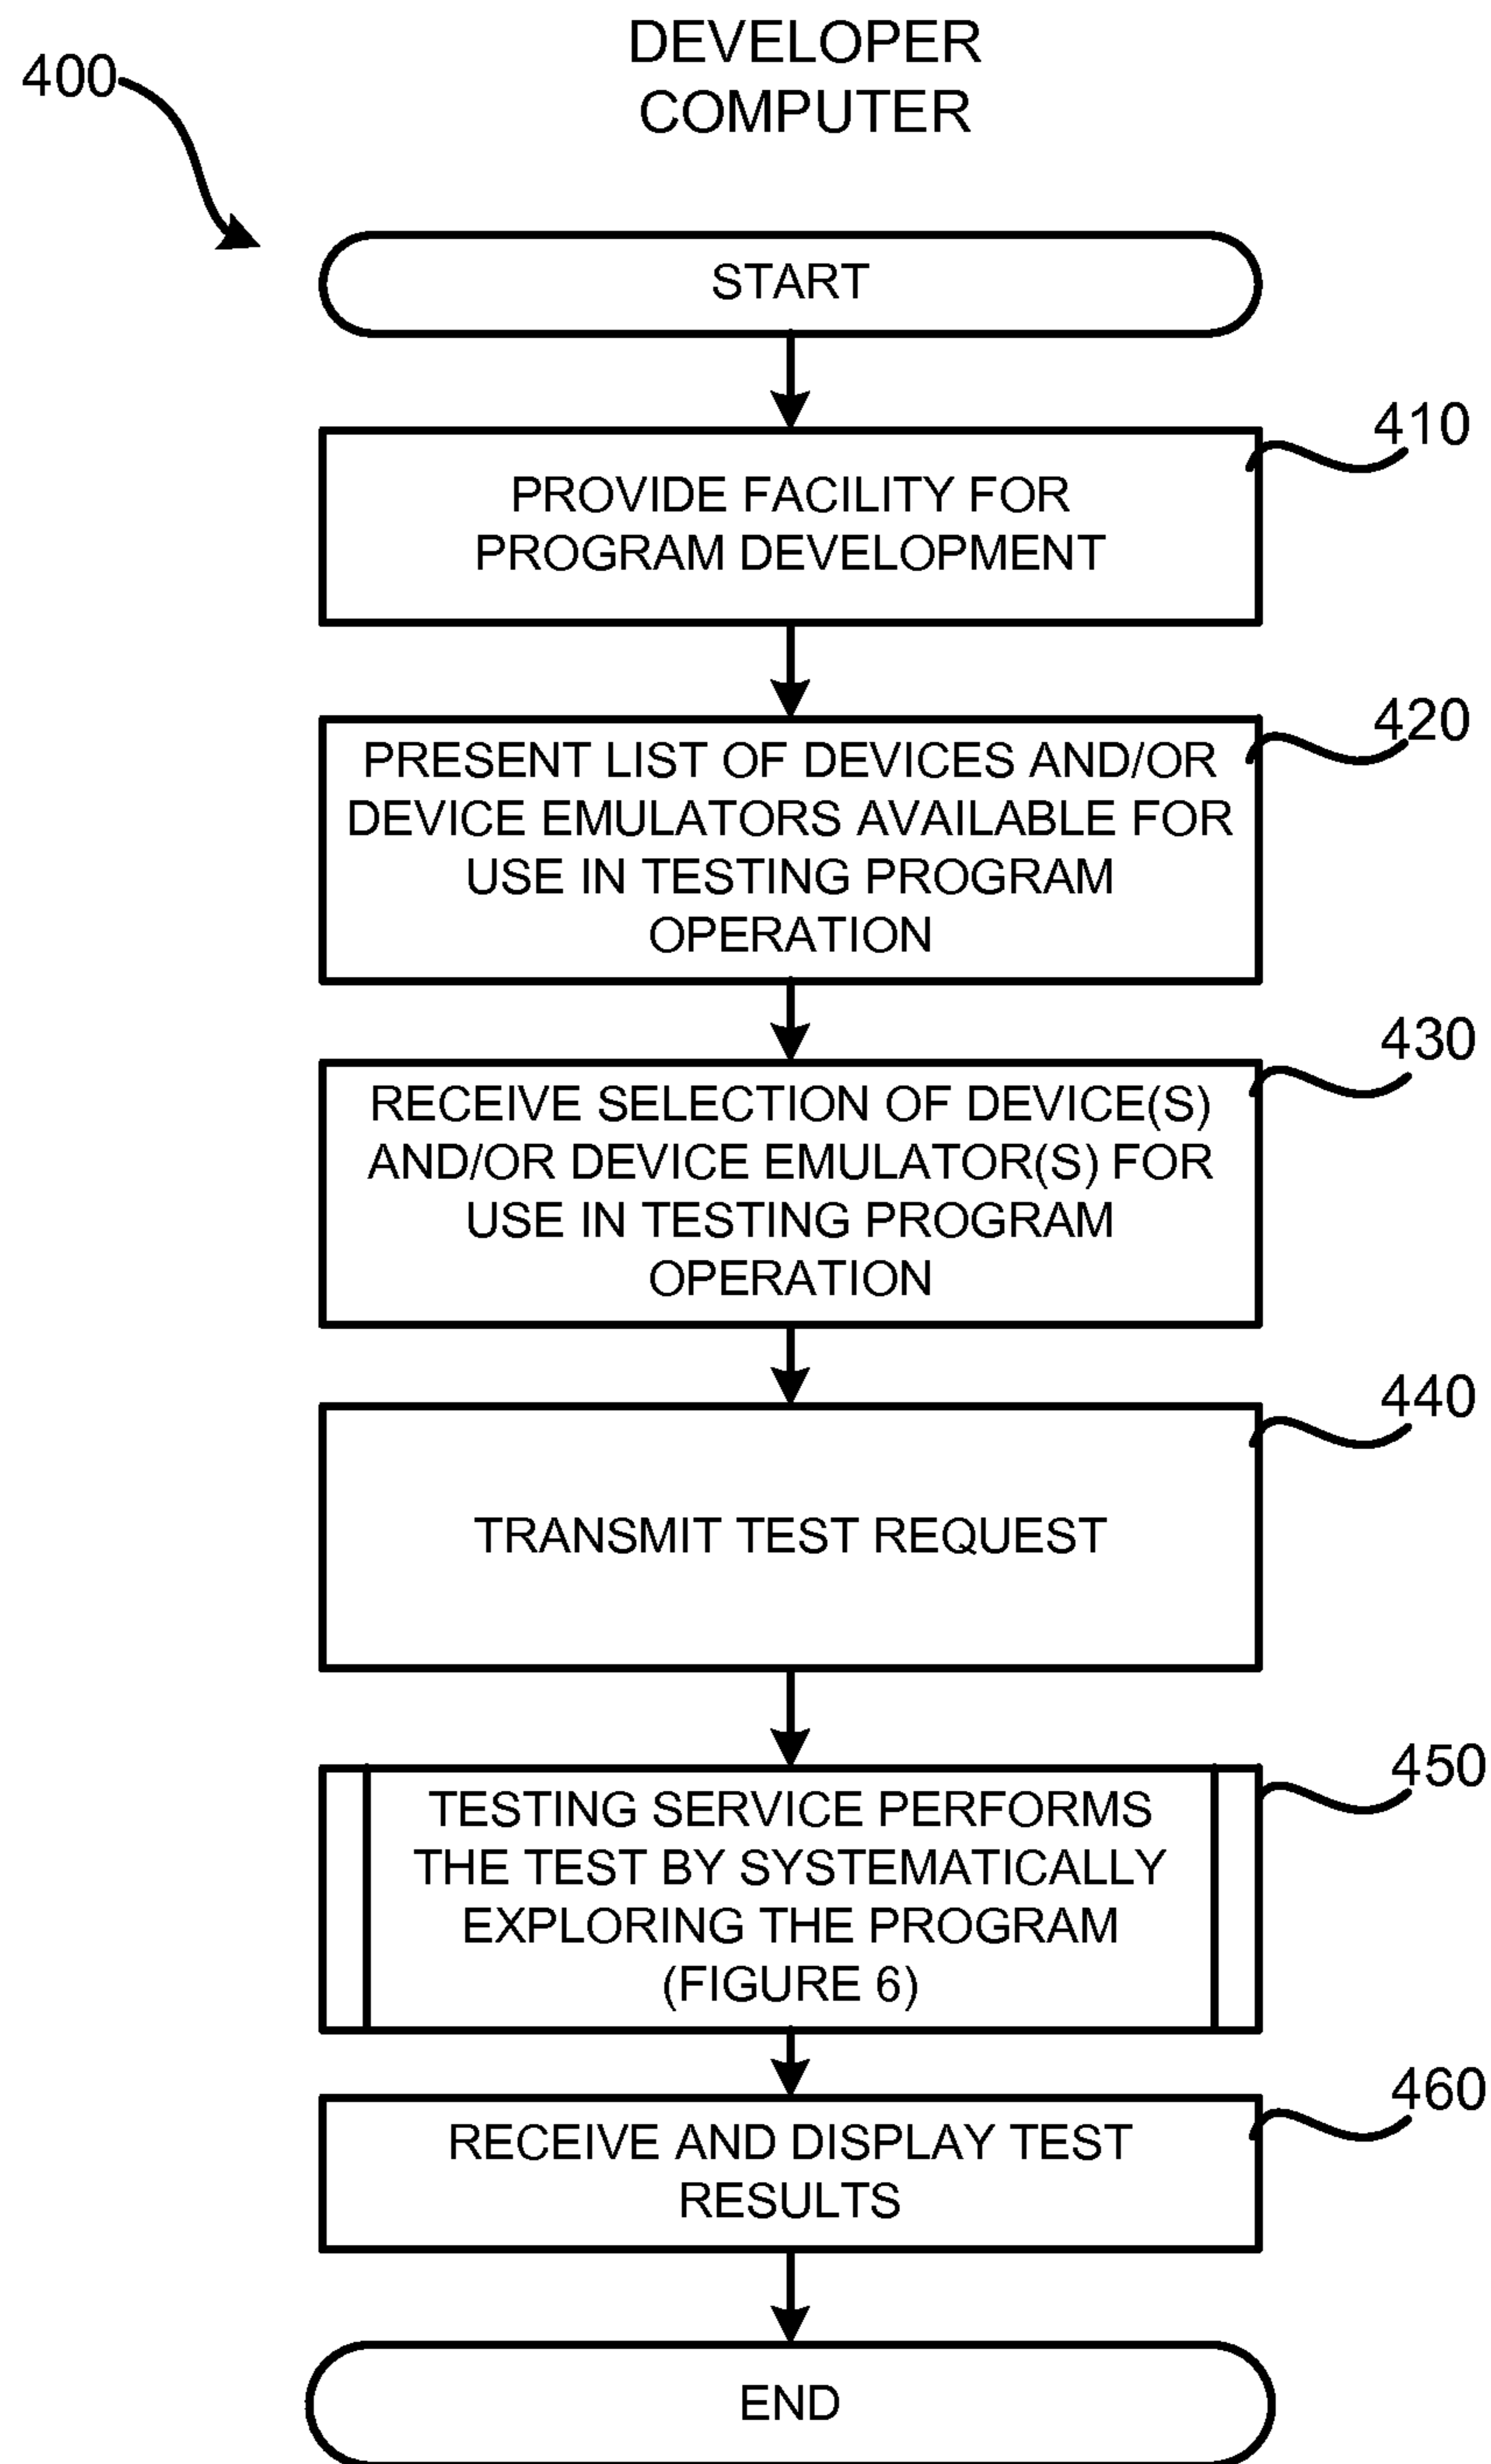 DEVELOPER
COMPUTER
400
START
410
PROVIDE FACILITY FOR
PROGRAM DEVELOPMENT
420
PRESENT LIST OF DEVICES AND/OR
DEVICE EMULATORS AVAILABLE FOR
USE IN TESTING PROGRAM
OPERATION
430
RECEIVE SELECTION OF DEVICE(S)
AND/OR DEVICE EMULATOR(S) FOR
USE IN TESTING PROGRAM
OPERATION
440
TRANSMIT TEST REQUEST
450
TESTING SERVICE PERFORMS
THE TEST BY SYSTEMATICALLY
EXPLORING THE PROGRAM
(FIGURE 6)
460
RECEIVE AND DISPLAY TEST
RESULTS
END